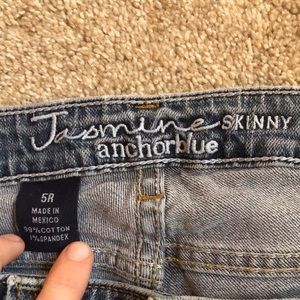 Jasmine SKINNY
anchorblue
5R
MADE IN
MEXICO
99% COTTON
1% SPANDEX